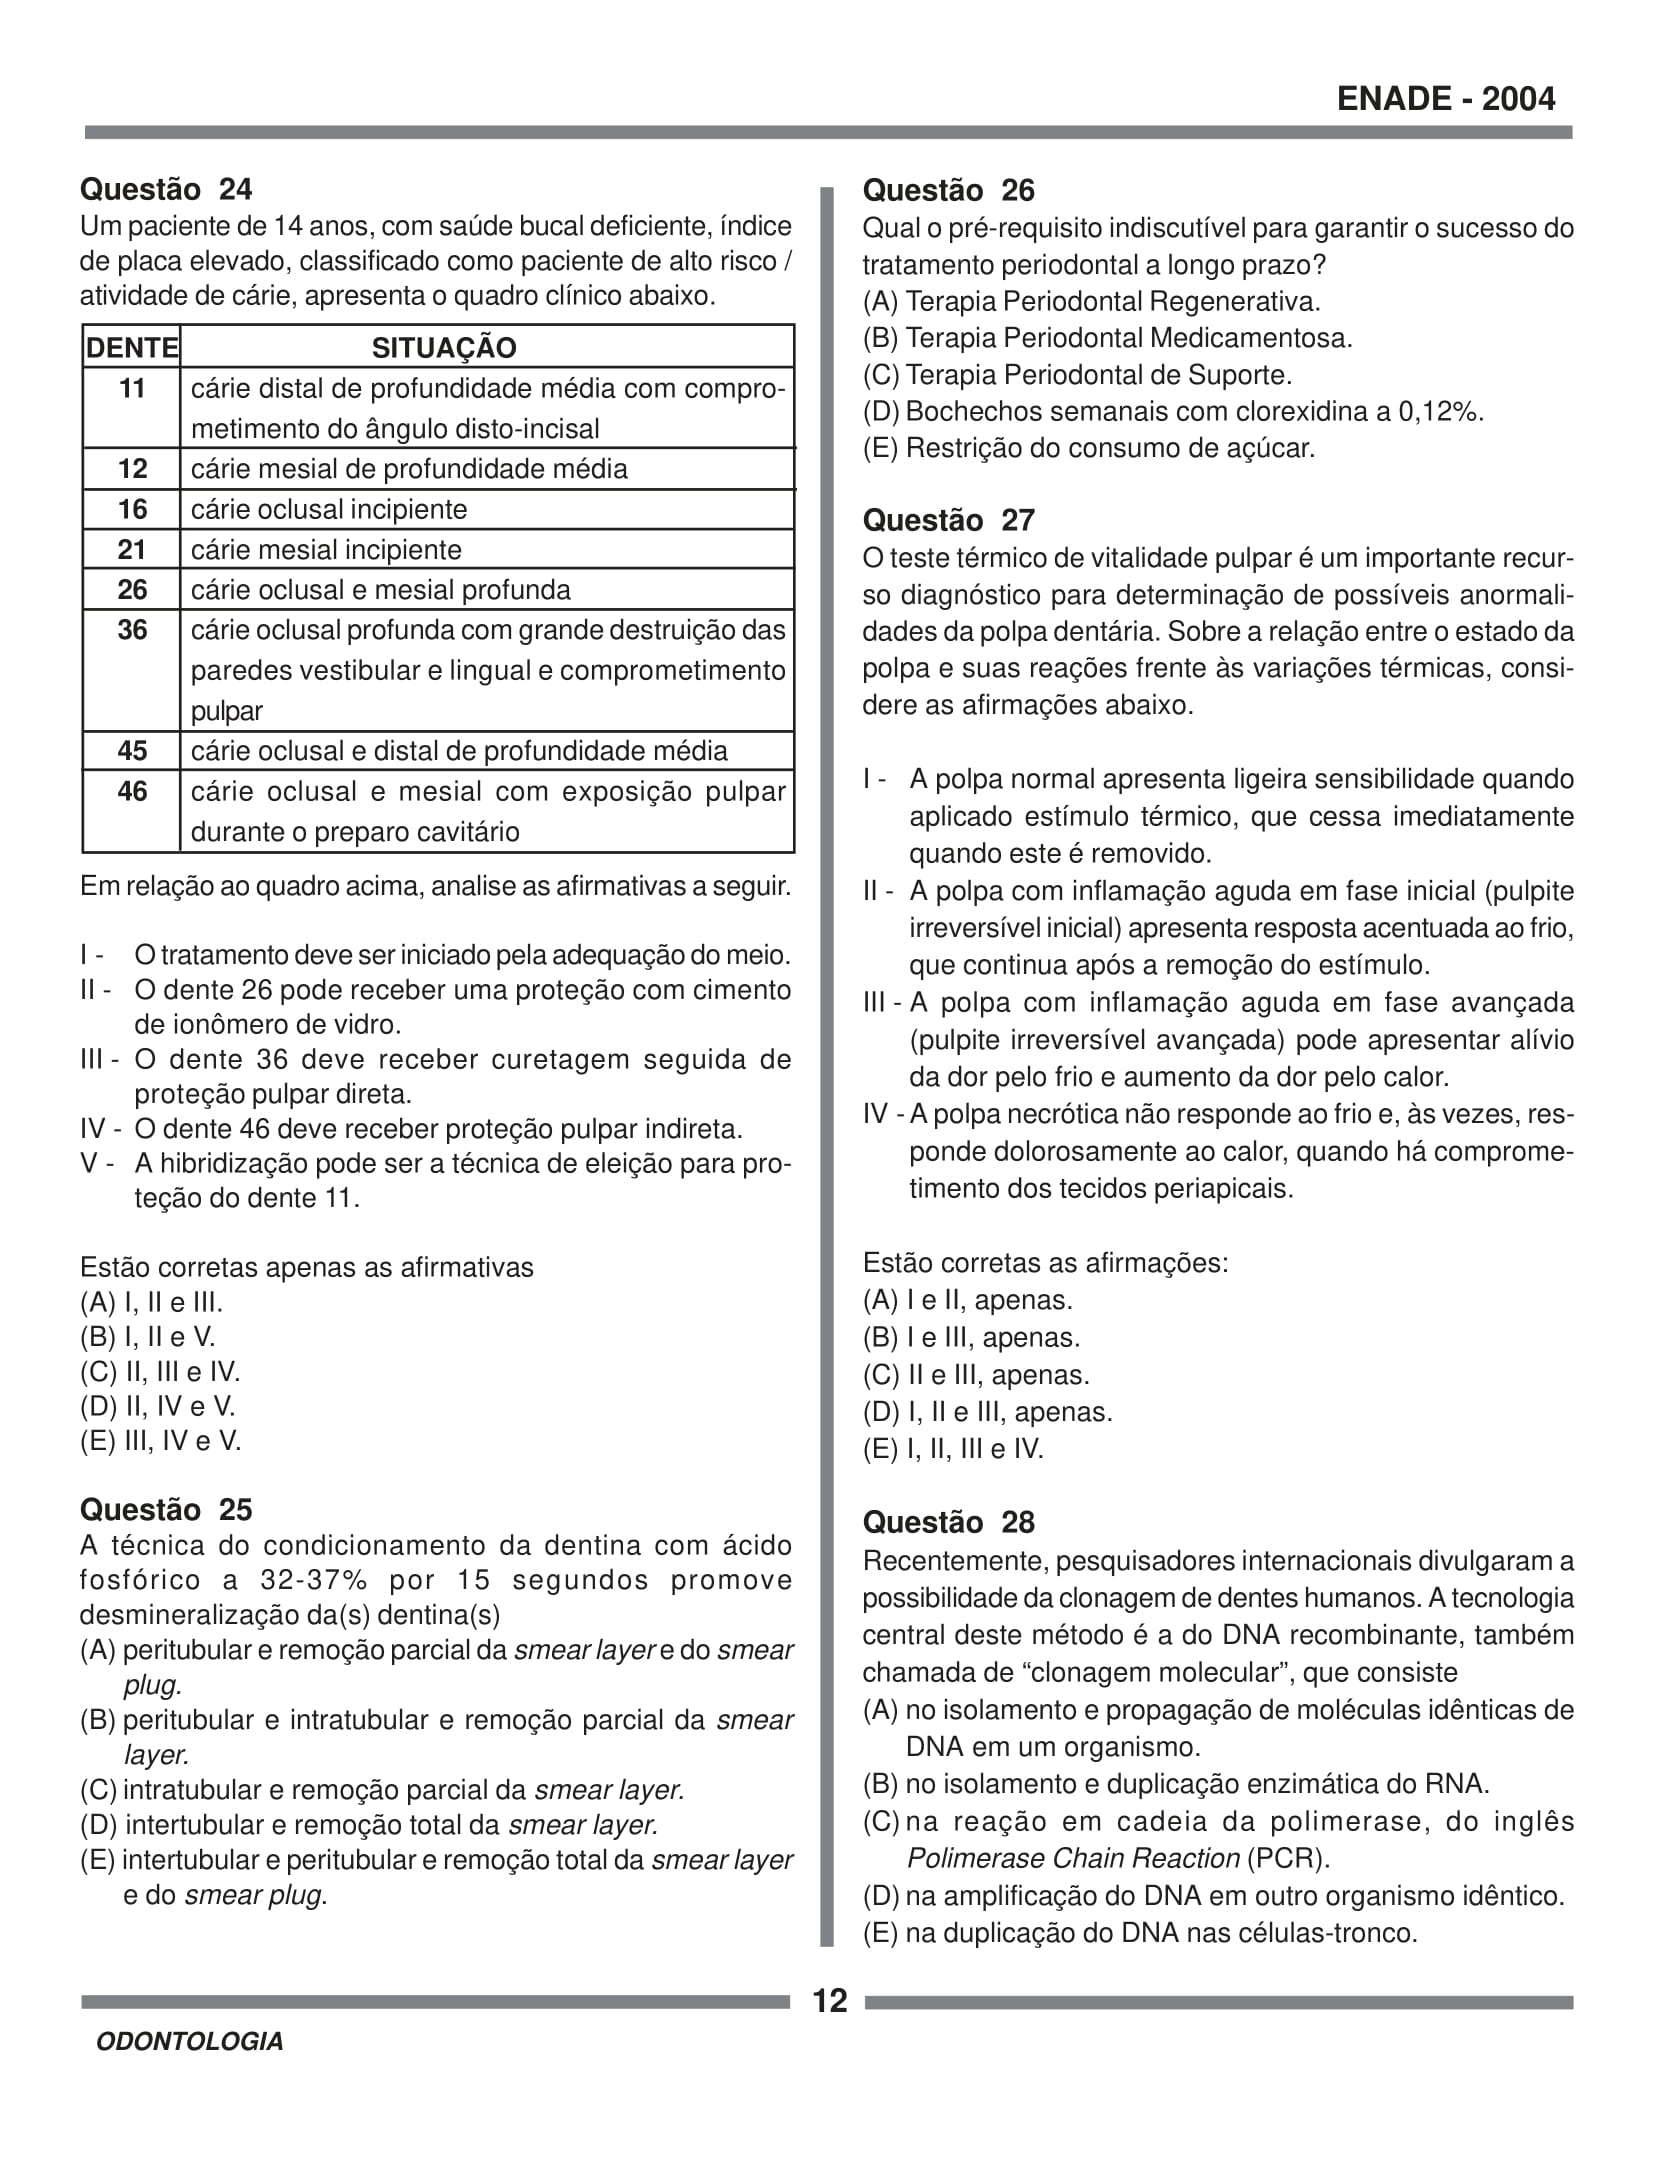 ENADE - 2004
Questão 24
Um paciente de 14 anos, com saúde bucal deficiente, índice
de placa elevado, classificado como paciente de alto risco /
atividade de cárie, apresenta o quadro clínico abaixo.
DENTE SITUAÇÃO
11 cárie distal de profundidade média com compro-
metimento do ângulo disto-incisal
12 cárie mesial de profundidade média
16 cárie oclusal incipiente
21 cárie mesial incipiente
26 cárie oclusal e mesial profunda
36 cárie oclusal profunda com grande destruição das
paredes vestibular e lingual e comprometimento
pulpar
45 cárie oclusal e distal de profundidade média
46 cárie oclusal e mesial com exposição pulpar
durante o preparo cavitário
Em relação ao quadro acima, analise as afirmativas a seguir.
I - O tratamento deve ser iniciado pela adequação do meio.
II - O dente 26 pode receber uma proteção com cimento
de ionômero de vidro.
III - O dente 36 deve receber curetagem seguida de
proteção pulpar direta.
IV - O dente 46 deve receber proteção pulpar indireta.
V - A hibridização pode ser a técnica de eleição para pro-
teção do dente 11.
Estão corretas apenas as afirmativas
(A) I, II e III.
(B) I, II e V.
(C) II, III e IV.
(D) II, IV e V.
(E) III, IV e V.
Questão 25
A técnica do condicionamento da dentina com ácido
fosfórico a 32-37% por 15 segundos promove
desmineralização da(s) dentina(s)
(A) peritubular e remoção parcial da smear layer e do smear
plug.
(B) peritubular e intratubular e remoção parcial da smear
layer.
(C) intratubular e remoção parcial da smear layer.
(D) intertubular e remoção total da smear layer.
(E) intertubular e peritubular e remoção total da smear layer
e do smear plug.
Questão 26
Qual o pré-requisito indiscutível para garantir o sucesso do
tratamento periodontal a longo prazo?
(A) Terapia Periodontal Regenerativa.
(B) Terapia Periodontal Medicamentosa.
(C) Terapia Periodontal de Suporte.
(D) Bochechos semanais com clorexidina a 0,12%.
(E) Restrição do consumo de açúcar.
Questão 27
O teste térmico de vitalidade pulpar é um importante recur-
so diagnóstico para determinação de possíveis anormali-
dades da polpa dentária. Sobre a relação entre o estado da
polpa e suas reações frente às variações térmicas, consi-
dere as afirmações abaixo.
I - A polpa normal apresenta ligeira sensibilidade quando
aplicado estímulo térmico, que cessa imediatamente
quando este é removido.
II - A polpa com inflamação aguda em fase inicial (pulpite
irreversível inicial) apresenta resposta acentuada ao frio,
que continua após a remoção do estímulo.
III - A polpa com inflamação aguda em fase avançada
(pulpite irreversível avançada) pode apresentar alívio
da dor pelo frio e aumento da dor pelo calor.
IV - A polpa necrótica não responde ao frio e, às vezes, res-
ponde dolorosamente ao calor, quando há comprome-
timento dos tecidos periapicais.
Estão corretas as afirmações:
(A) I e II, apenas.
(B) I e III, apenas.
(C) II e III, apenas.
(D) I, II e III, apenas.
(E) I, II, III e IV.
Questão 28
Recentemente, pesquisadores internacionais divulgaram a
possibilidade da clonagem de dentes humanos. A tecnologia
central deste método é a do DNA recombinante, também
chamada de “clonagem molecular”, que consiste
(A) no isolamento e propagação de moléculas idênticas de
DNA em um organismo.
(B) no isolamento e duplicação enzimática do RNA.
(C) na reação em cadeia da polimerase, do inglês
Polimerase Chain Reaction (PCR).
(D) na amplificação do DNA em outro organismo idêntico.
(E) na duplicação do DNA nas células-tronco.
12
ODONTOLOGIA